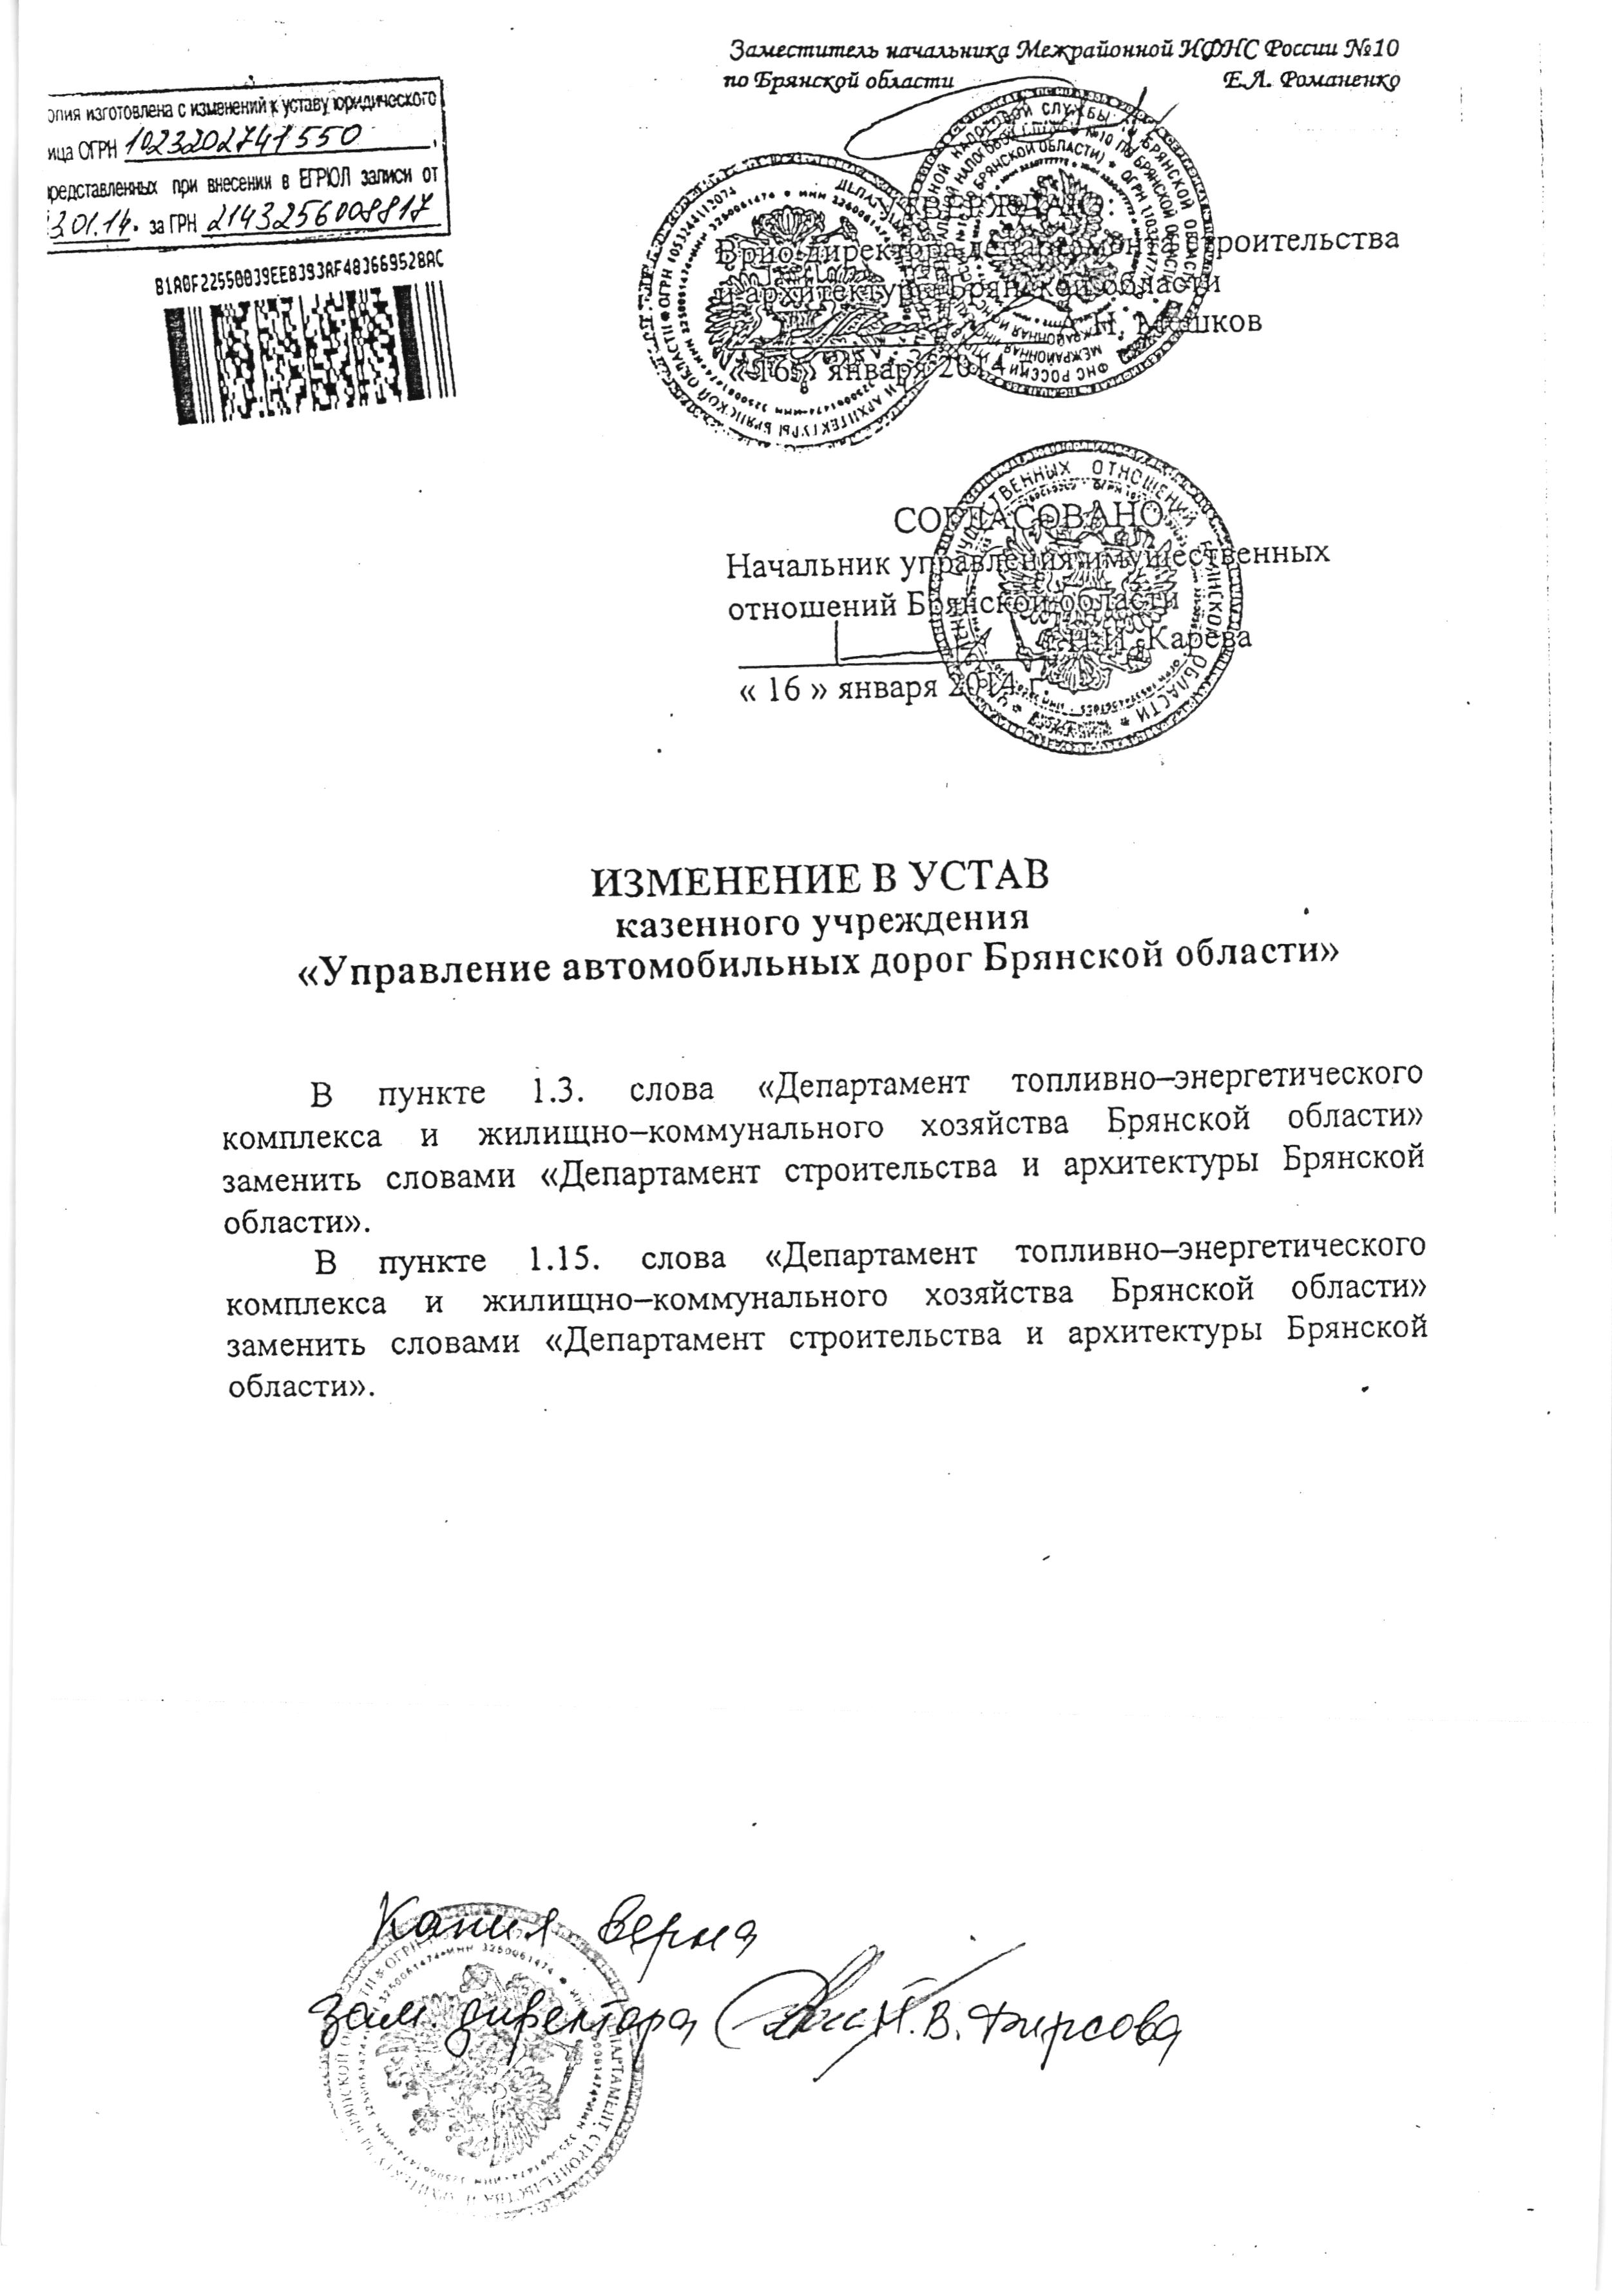 Заместитель начальника Межрайонной ИФНС России №10
по Брянской области Е.А. Романенко
опия изготовлена с изменений к уставу юридического
ица ОГРН 1023202741550.
редставленных при внесении в ЕГРЮЛ записи от
3.01.14. за ГРН 2143256008817
81A0F22550039EE8393AF483669528AC
УТВЕРЖДАЮ:
Врио директора департамента строительства
и архитектуры Брянской области
А.Н. Мешков
« 16 » января 2014
СОГЛАСОВАНО
Начальник управления имущественных
отношений Брянской области
Н.И. Карева
« 16 » января 2014 г.
ИЗМЕНЕНИЕ В УСТАВ
казенного учреждения
«Управление автомобильных дорог Брянской области»
В пункте 1.3. слова «Департамент топливно–энергетического
комплекса и жилищно–коммунального хозяйства Брянской области»
заменить словами «Департамент строительства и архитектуры Брянской
области».
В пункте 1.15. слова «Департамент топливно–энергетического
комплекса и жилищно–коммунального хозяйства Брянской области»
заменить словами «Департамент строительства и архитектуры Брянской
области».
Копия верна
Зам. директора Н.В. Фирсова